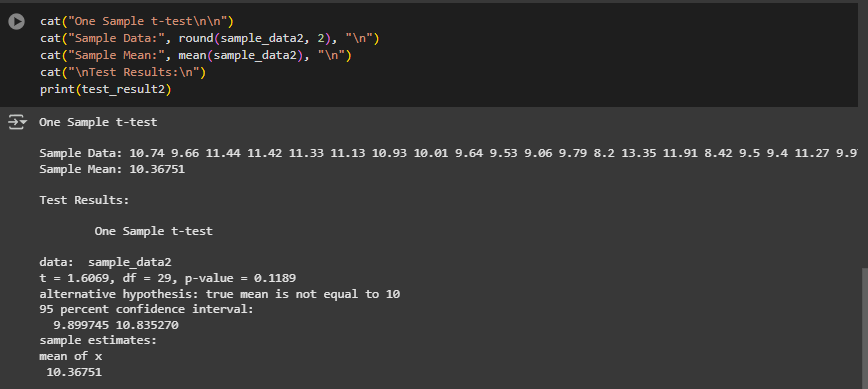 cat("One Sample t-test\n\n")
cat("Sample Data:", round(sample_data2, 2), "\n")
cat("Sample Mean:", mean(sample_data2), "\n")
cat("\nTest Results:\n")
print(test_result2)
One Sample t-test
Sample Data: 10.74 9.66 11.44 11.42 11.33 11.13 10.93 10.01 9.64 9.53 9.06 9.79 8.2 13.35 11.91 8.42 9.5 9.4 11.27
Sample Mean: 10.36751
Test Results:
One Sample t-test
data: sample_data2
t = 1.6069, df = 29, p-value = 0.1189
alternative hypothesis: true mean is not equal to 10
95 percent confidence interval:
9.899745 10.835270
sample estimates:
mean of x
10.36751